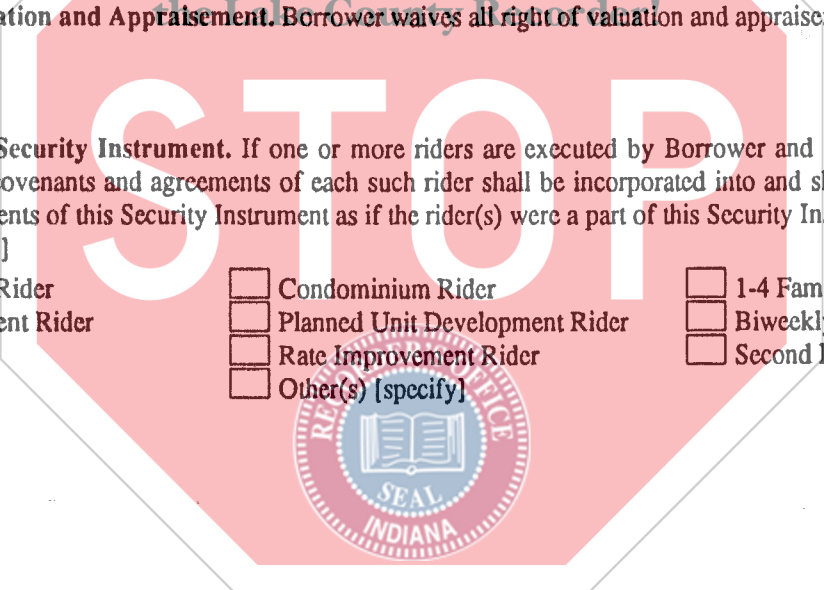 the Lake County Recorder!
ation and Appraisement. Borrower waives all right of valuation and appraise
STOP
Security Instrument. If one or more riders are executed by Borrower and
ovenants and agreements of each such rider shall be incorporated into and sh
ents of this Security Instrument as if the rider(s) were a part of this Security In
]
Rider Condominium Rider 1-4 Fam
ent Rider Planned Unit Development Rider Biweekly
Rate Improvement Rider Second
Other(s) [specify]
RECORDER'S OFFICE
SEAL
INDIANA